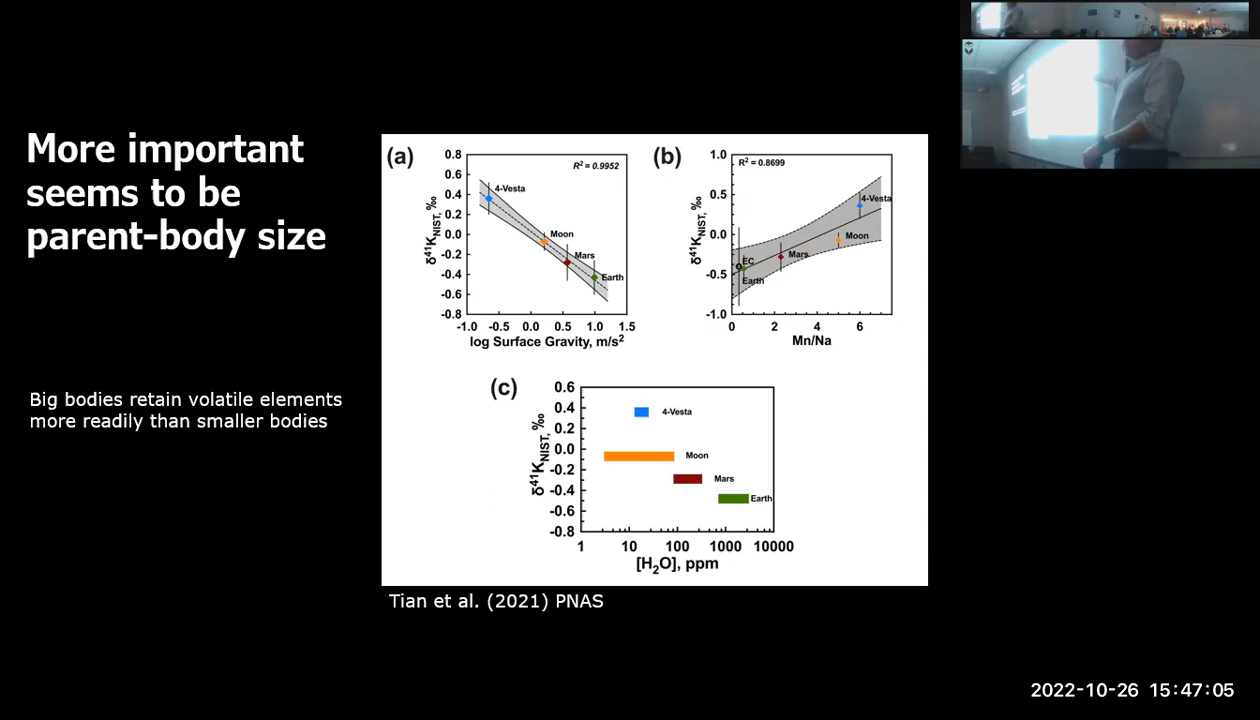 More important
seems to be
parent-body size
Big bodies retain volatile elements
more readily than smaller bodies
(a)
R² = 0.9952
0.8
0.6
0.4
0.2
0.0
-0.2
-0.4
-0.6
-0.8
δ⁴¹K_NIST, ‰
4-Vesta
Moon
Mars
Earth
-1.0 -0.5 0.0 0.5 1.0 1.5
log Surface Gravity, m/s²
(b)
R² = 0.8699
1.0
0.5
0.0
-0.5
-1.0
δ⁴¹K_NIST, ‰
4-Vesta
Moon
Mars
EC
Earth
0 2 4 6
Mn/Na
(c)
0.6
0.4
0.2
0.0
-0.2
-0.4
-0.6
-0.8
δ⁴¹K_NIST, ‰
4-Vesta
Moon
Mars
Earth
1 10 100 1000 10000
[H₂O], ppm
Tian et al. (2021) PNAS
2022-10-26 15:47:05